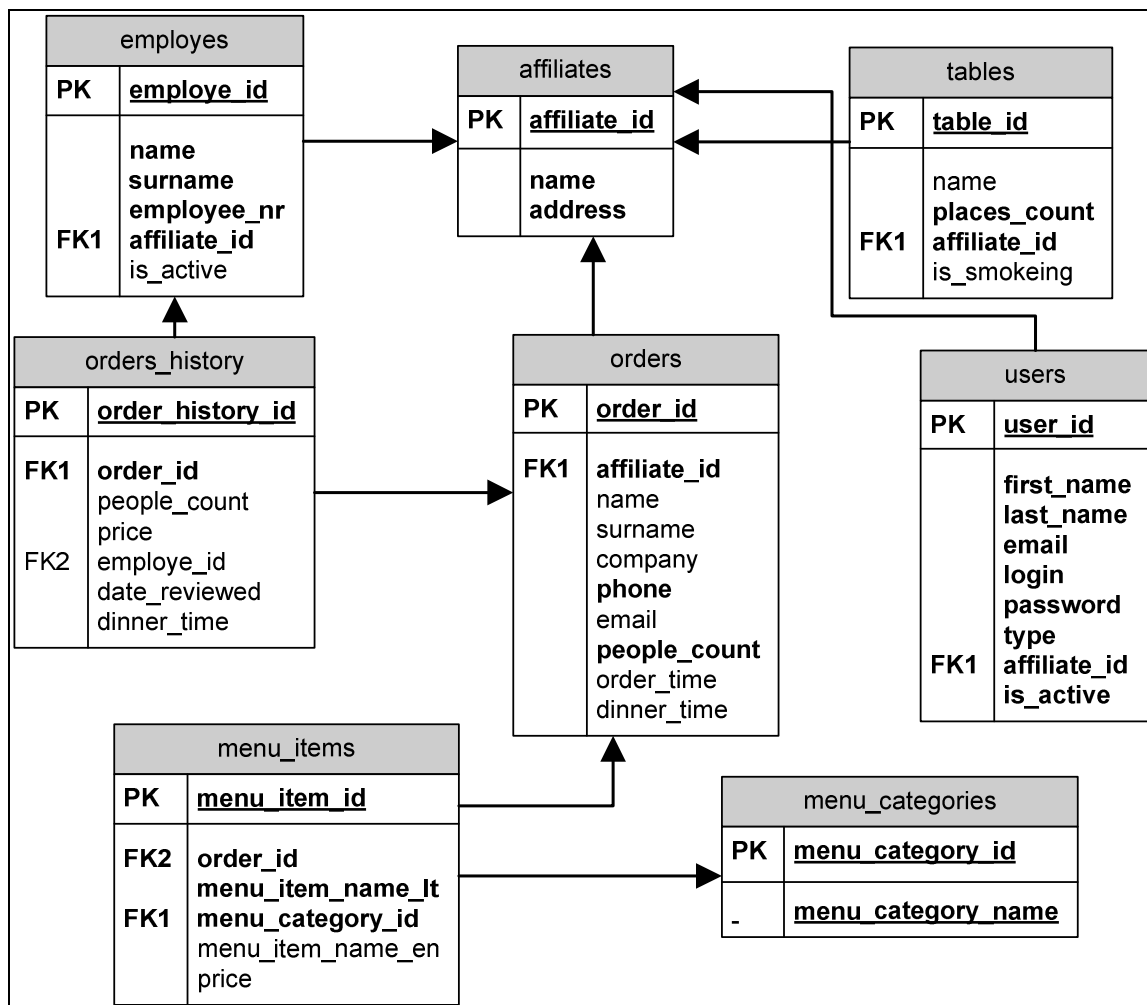 employes
PK employe_id
name
surname
employee_nr
FK1 affiliate_id
is_active
affiliates
PK affiliate_id
name
address
tables
PK table_id
name
places_count
FK1 affiliate_id
is_smokeing
orders_history
PK order_history_id
FK1 order_id
people_count
price
FK2 employe_id
date_reviewed
dinner_time
orders
PK order_id
FK1 affiliate_id
name
surname
company
phone
email
people_count
order_time
dinner_time
users
PK user_id
first_name
last_name
email
login
password
type
FK1 affiliate_id
is_active
menu_items
PK menu_item_id
FK2 order_id
menu_item_name_lt
FK1 menu_category_id
menu_item_name_en
price
menu_categories
PK menu_category_id
- menu_category_name